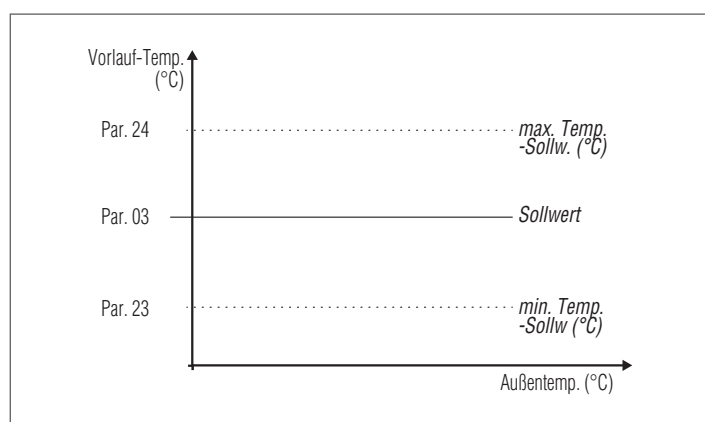 Vorlauf-Temp.
(°C)
Par. 24
max. Temp.
-Sollw. (°C)
Par. 03
Sollwert
Par. 23
min. Temp.
-Sollw (°C)
Außentemp. (°C)